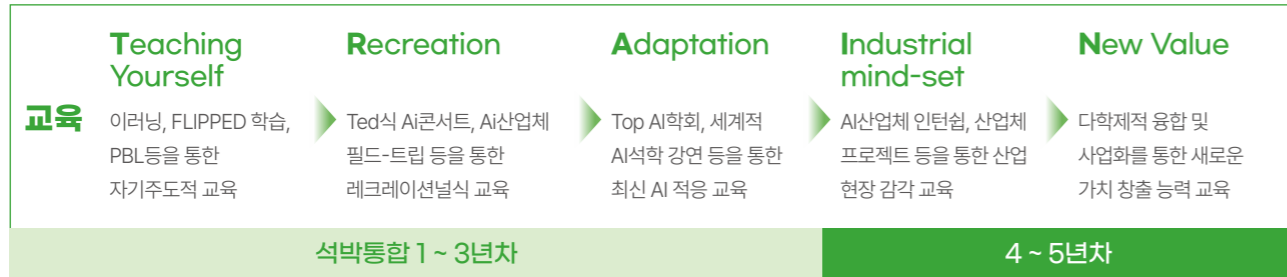 교육
Teaching
Yourself
이러닝, FLIPPED 학습,
PBL등을 통한
자기주도적 교육
Recreation
Ted식 Ai콘서트, Ai산업체
필드-트립 등을 통한
레크레이션널식 교육
Adaptation
Top AI학회, 세계적
AI석학 강연 등을 통한
최신 AI 적응 교육
Industrial
mind-set
AI산업체 인턴쉽, 산업체
프로젝트 등을 통한 산업
현장 감각 교육
New Value
다학제적 융합 및
사업화를 통한 새로운
가치 창출 능력 교육
석박통합 1 ~ 3년차
4 ~ 5년차